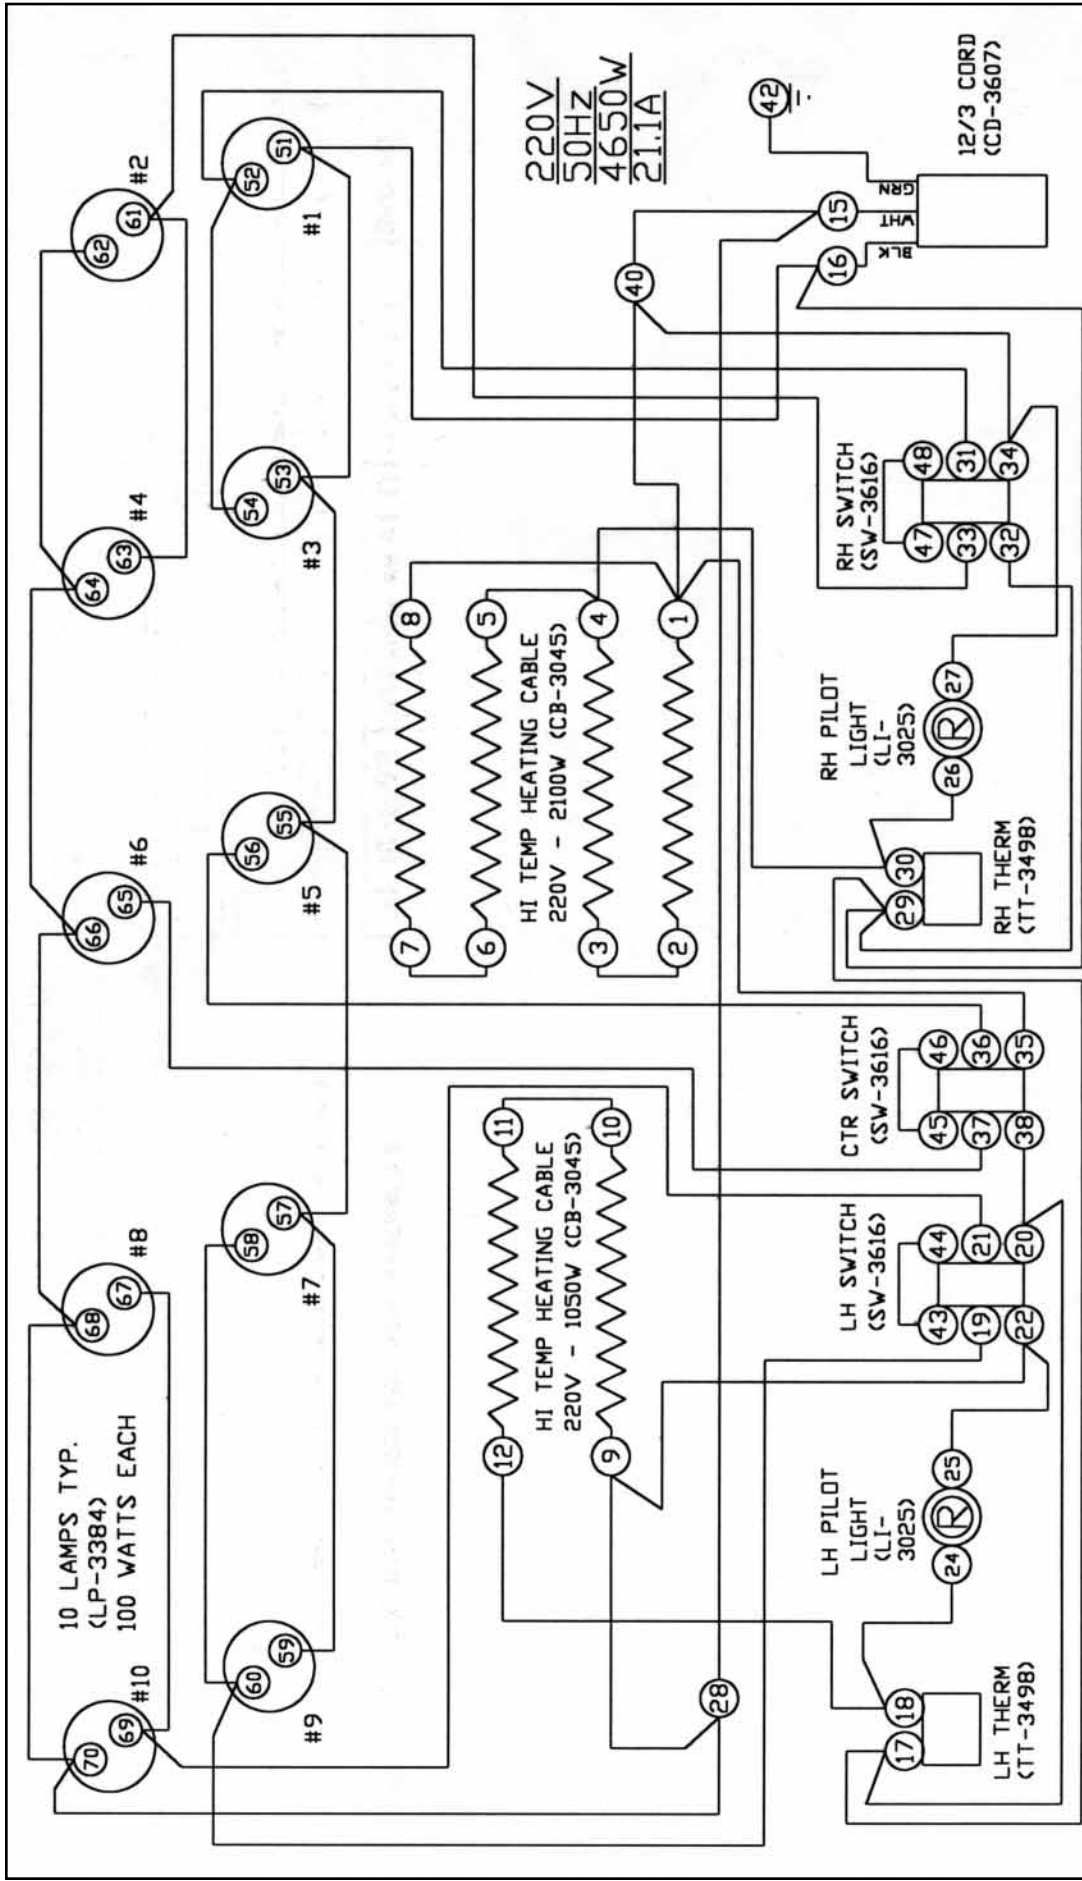 10 LAMPS TYP.
(LP-3384)
100 WATTS EACH
#10
#8
#6
#4
#2
70
69
68
67
66
65
64
63
62
61
60
59
58
57
56
55
54
53
52
51
#9
#7
#5
#3
#1
12
11
9
10
HI TEMP HEATING CABLE
220V - 1050W (CB-3045)
7
8
6
5
HI TEMP HEATING CABLE
220V - 2100W (CB-3045)
3
4
2
1
220V
50Hz
4650W
21.1A
28
40
42
15
16
GRN
WHT
BLK
12/3 CORD
(CD-3607)
LH THERM
(TT-3498)
17
18
LH PILOT
LIGHT
(LI-
3025)
24
R
25
LH SWITCH
(SW-3616)
43
44
19
21
22
20
CTR SWITCH
(SW-3616)
45
46
37
36
38
35
RH THERM
(TT-3498)
29
30
RH PILOT
LIGHT
(LI-
3025)
26
R
27
RH SWITCH
(SW-3616)
47
48
33
31
32
34